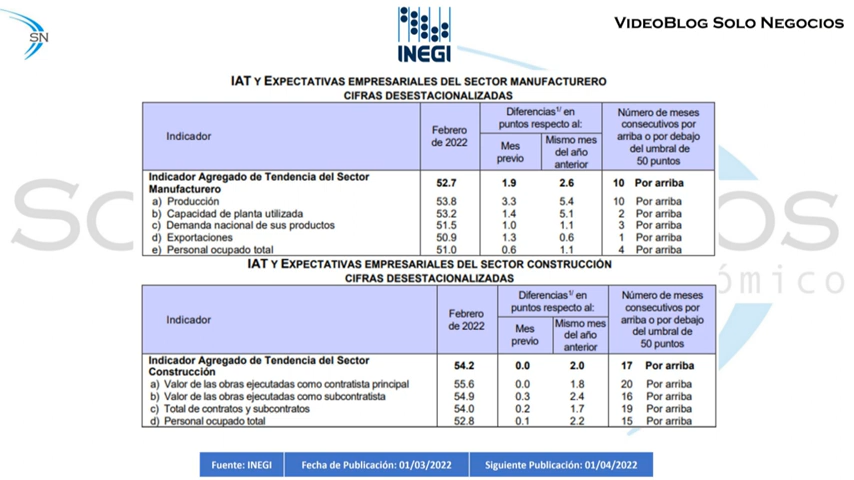 SN
INEGI
VideoBlog Solo Negocios
IAT y Expectativas Empresariales del Sector Manufacturero
Cifras Desestacionalizadas
Indicador
Febrero de 2022
Diferencias1/ en puntos respecto al:
Mes previo
Mismo mes del año anterior
Número de meses consecutivos por arriba o por debajo del umbral de 50 puntos
Indicador Agregado de Tendencia del Sector Manufacturero 52.7 1.9 2.6 10 Por arriba
a) Producción 53.8 3.3 5.4 10 Por arriba
b) Capacidad de planta utilizada 53.2 1.4 5.1 2 Por arriba
c) Demanda nacional de sus productos 51.5 1.0 1.1 3 Por arriba
d) Exportaciones 50.9 1.3 0.6 1 Por arriba
e) Personal ocupado total 51.0 0.6 1.1 4 Por arriba
IAT y Expectativas Empresariales del Sector Construcción
Cifras Desestacionalizadas
Indicador
Febrero de 2022
Diferencias1/ en puntos respecto al:
Mes previo
Mismo mes del año anterior
Número de meses consecutivos por arriba o por debajo del umbral de 50 puntos
Indicador Agregado de Tendencia del Sector Construcción 54.2 0.0 2.0 17 Por arriba
a) Valor de las obras ejecutadas como contratista principal 55.6 0.0 1.8 20 Por arriba
b) Valor de las obras ejecutadas como subcontratista 54.9 0.3 2.4 16 Por arriba
c) Total de contratos y subcontratos 54.0 0.2 1.7 19 Por arriba
d) Personal ocupado total 52.8 0.1 2.2 15 Por arriba
Fuente: INEGI
Fecha de Publicación: 01/03/2022
Siguiente Publicación: 01/04/2022